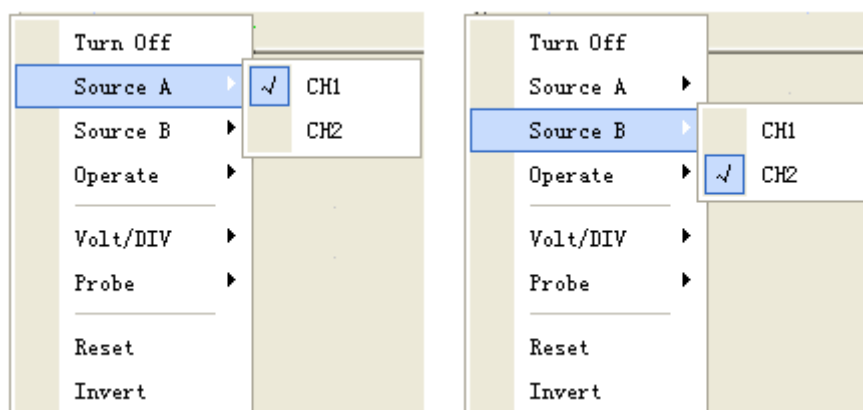 Turn Off
Source A
CH1
Source B
CH2
Operate
Volt/DIV
Probe
Reset
Invert
Turn Off
Source A
Source B
CH1
Operate
CH2
Volt/DIV
Probe
Reset
Invert